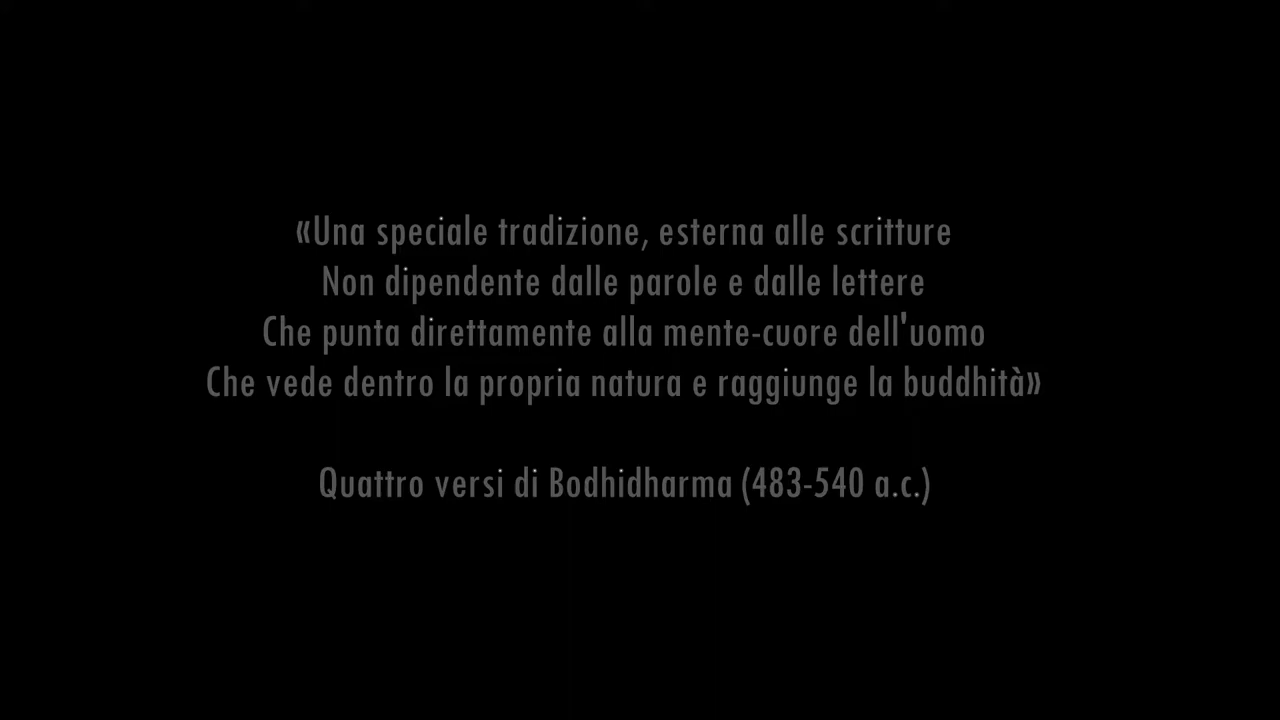 «Una speciale tradizione, esterna alle scritture
Non dipendente dalle parole e dalle lettere
Che punta direttamente alla mente-cuore dell'uomo
Che vede dentro la propria natura e raggiunge la buddhità»
Quattro versi di Bodhidharma (483-540 a.c.)